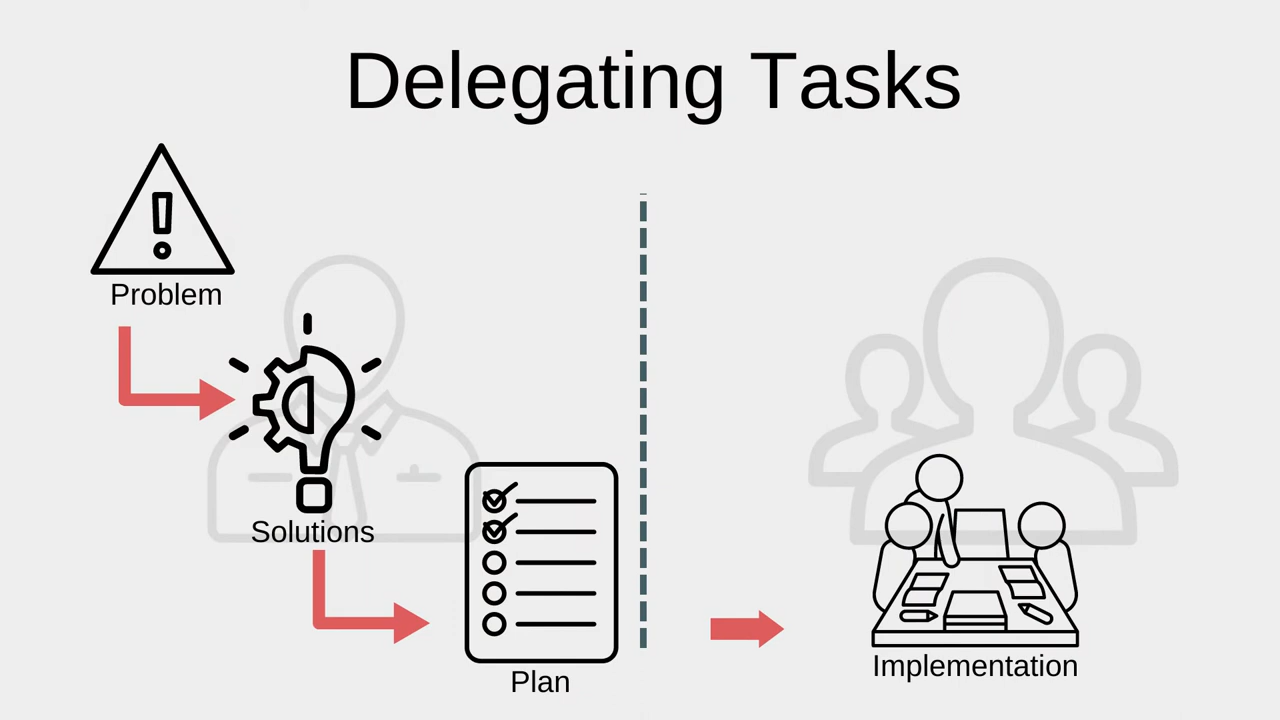 Delegating Tasks
Problem
Solutions
Plan
Implementation